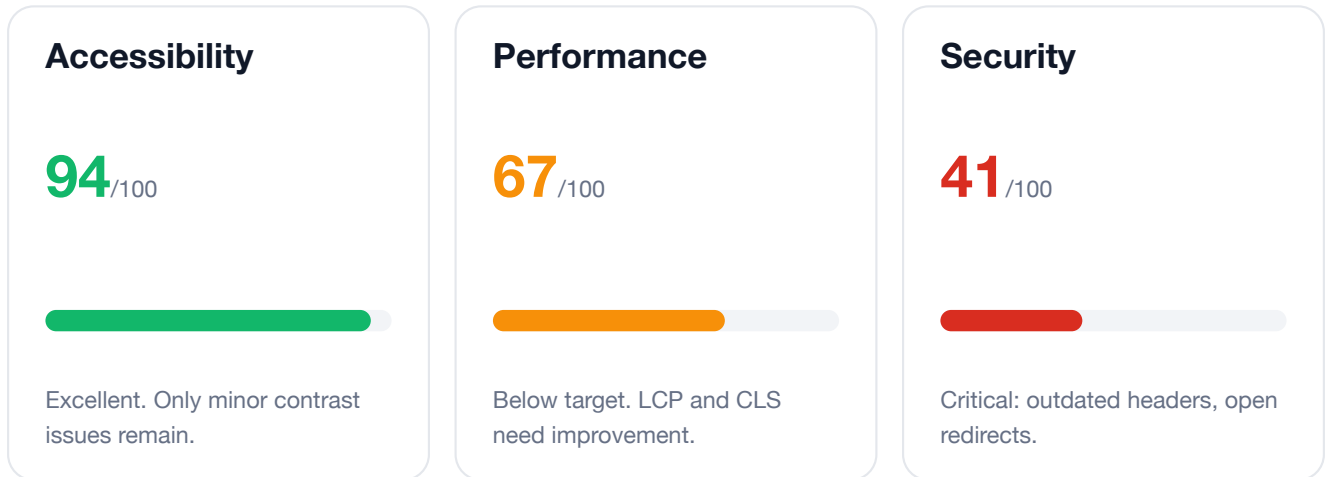 Accessibility
94/100
Excellent. Only minor contrast
issues remain.
Performance
67/100
Below target. LCP and CLS
need improvement.
Security
41/100
Critical: outdated headers, open
redirects.